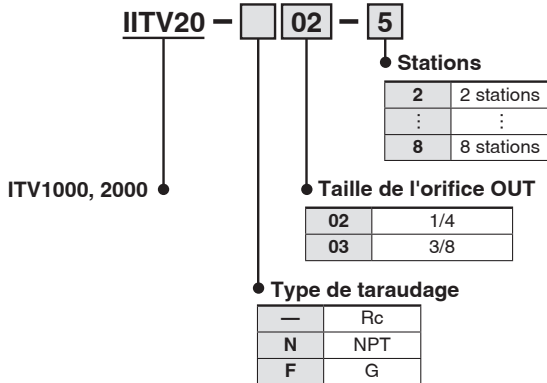 IITV20 – 02 – 5
Stations
2 2 stations
⋮ ⋮
8 8 stations
ITV1000, 2000
Taille de l'orifice OUT
02 1/4
03 3/8
Type de taraudage
— Rc
N NPT
F G